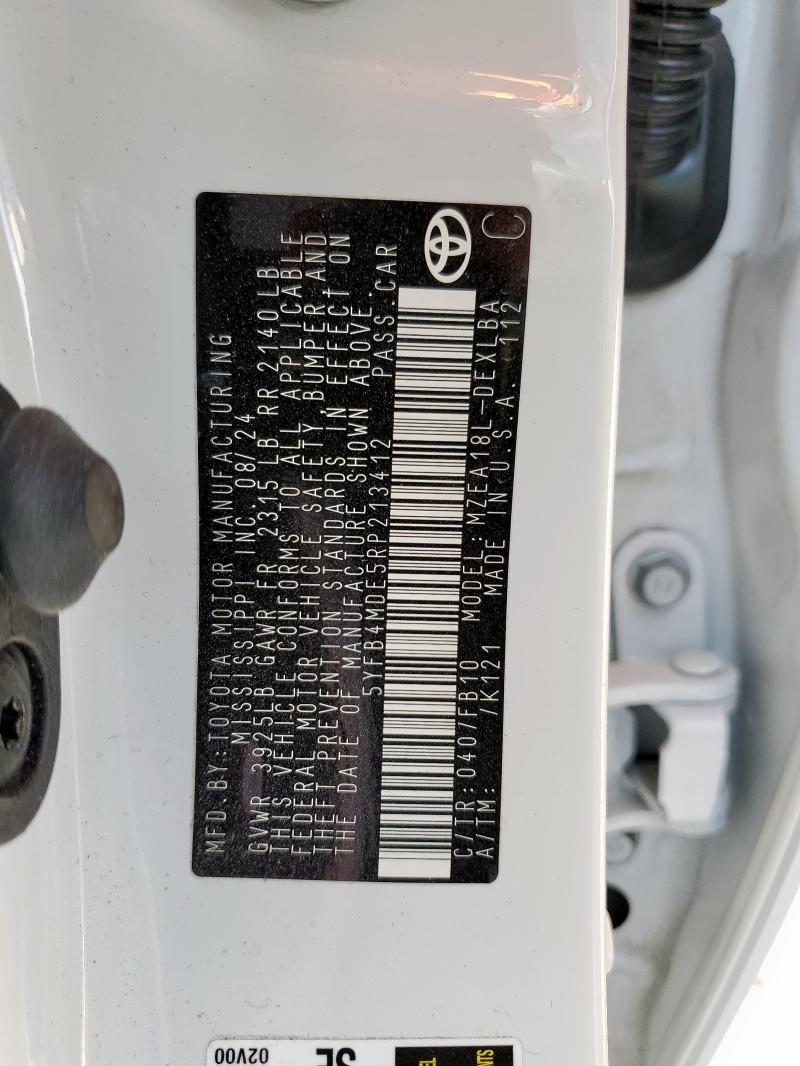 MFD.BY:TOYOTA MOTOR MANUFACTURING
MISSISSIPPI INC.08/24
GVWR 3925LB GAWR FR 2315 LB RR 2140 LB
THIS VEHICLE CONFORMS TO ALL APPLICABLE
FEDERAL MOTOR VEHICLE SAFETY, BUMPER,AND
THEFT PREVENTION STANDARDS IN EFFECT ON
THE DATE OF MANUFACTURE SHOWN ABOVE.
5YFB4MDE5RP213412 PASS.CAR
C/TR:040/FB10 MODEL:MZEA18L-DEXLBA
A/TM: /K121 MADE IN U.S.A. 112
C
02V00